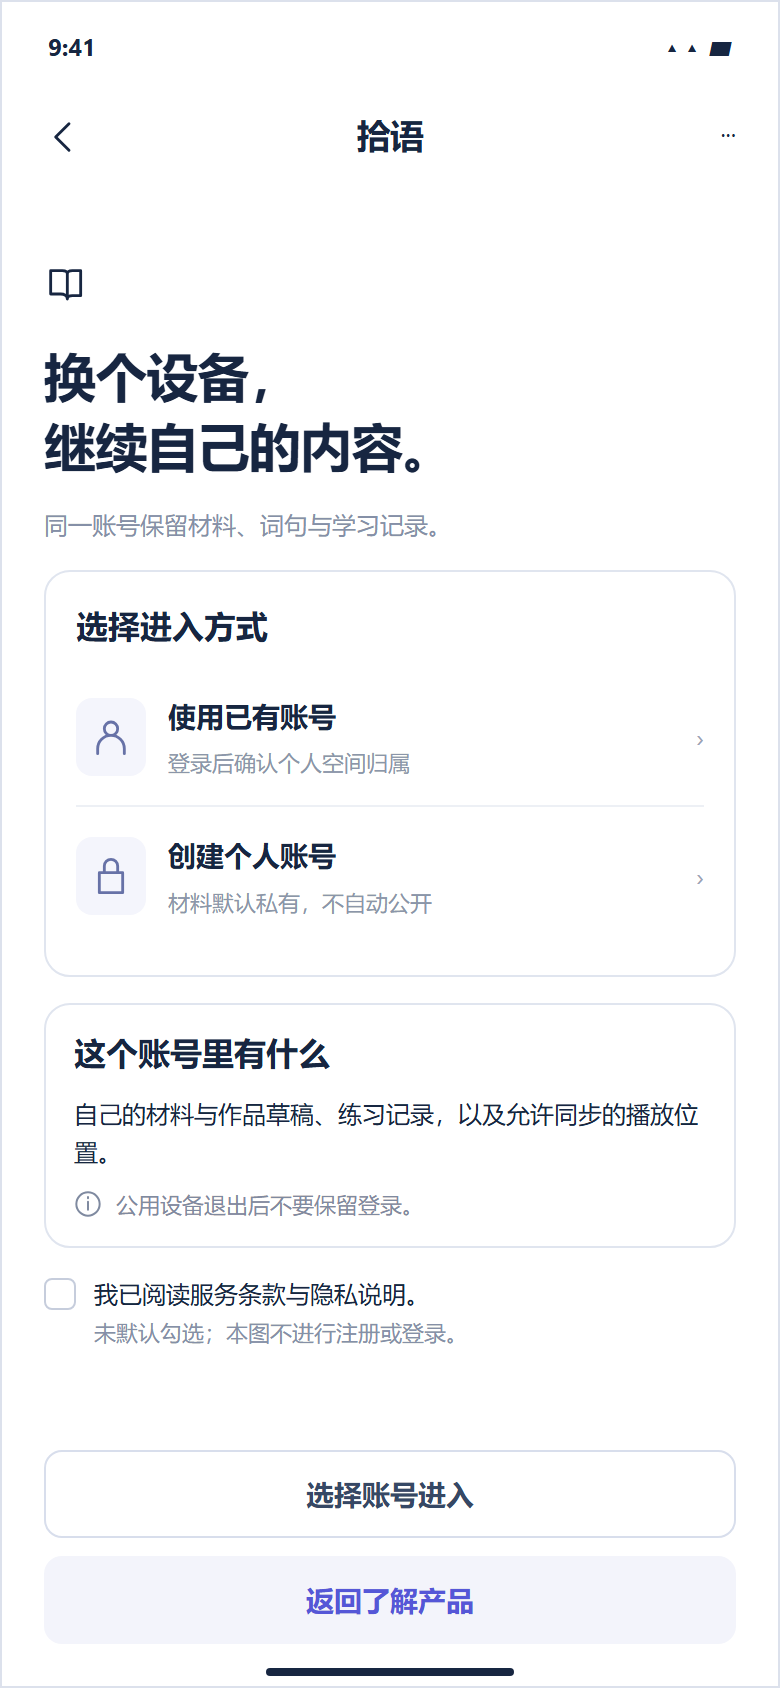 9:41
拾语
...
换个设备，
继续自己的内容。
同一账号保留材料、词句与学习记录。
选择进入方式
使用已有账号
登录后确认个人空间归属
创建个人账号
材料默认私有，不自动公开
这个账号里有什么
自己的材料与作品草稿、练习记录，以及允许同步的播放位
置。
公用设备退出后不要保留登录。
我已阅读服务条款与隐私说明。
未默认勾选；本图不进行注册或登录。
选择账号进入
返回了解产品